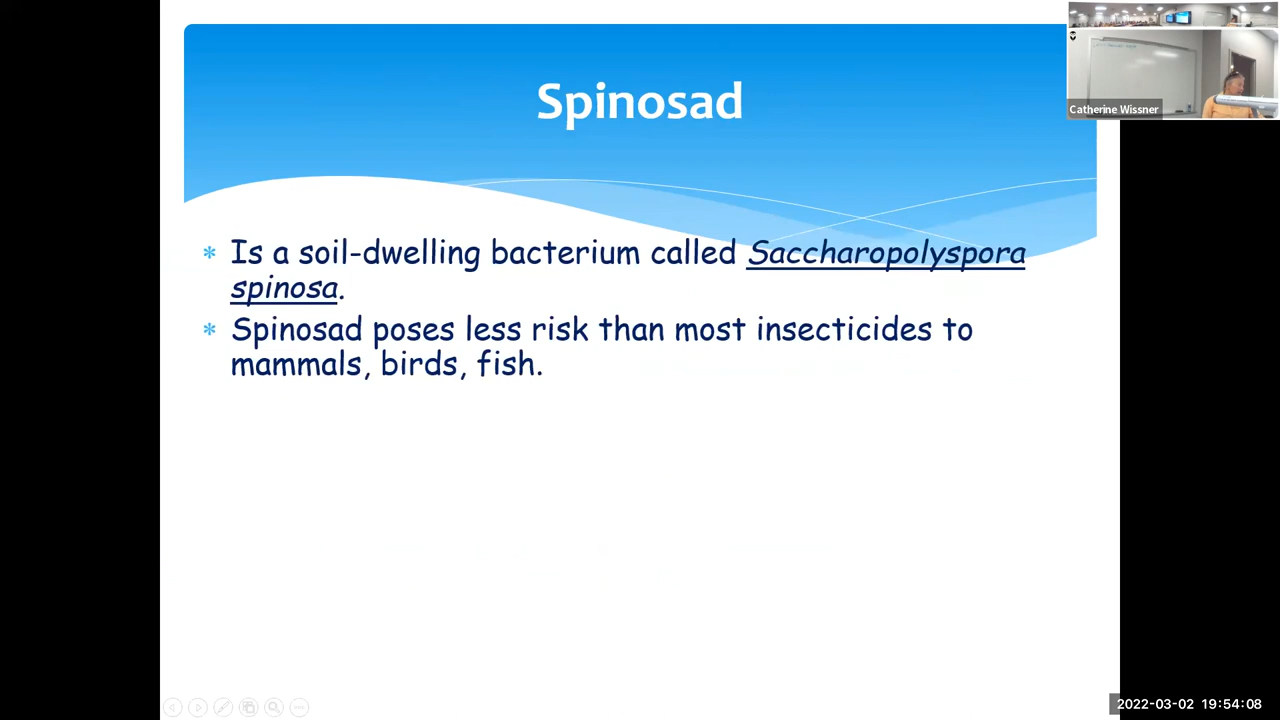 Spinosad
Is a soil-dwelling bacterium called Saccharopolyspora
spinosa.
Spinosad poses less risk than most insecticides to
mammals, birds, fish.
Catherine Wissner
2022-03-02 19:54:08